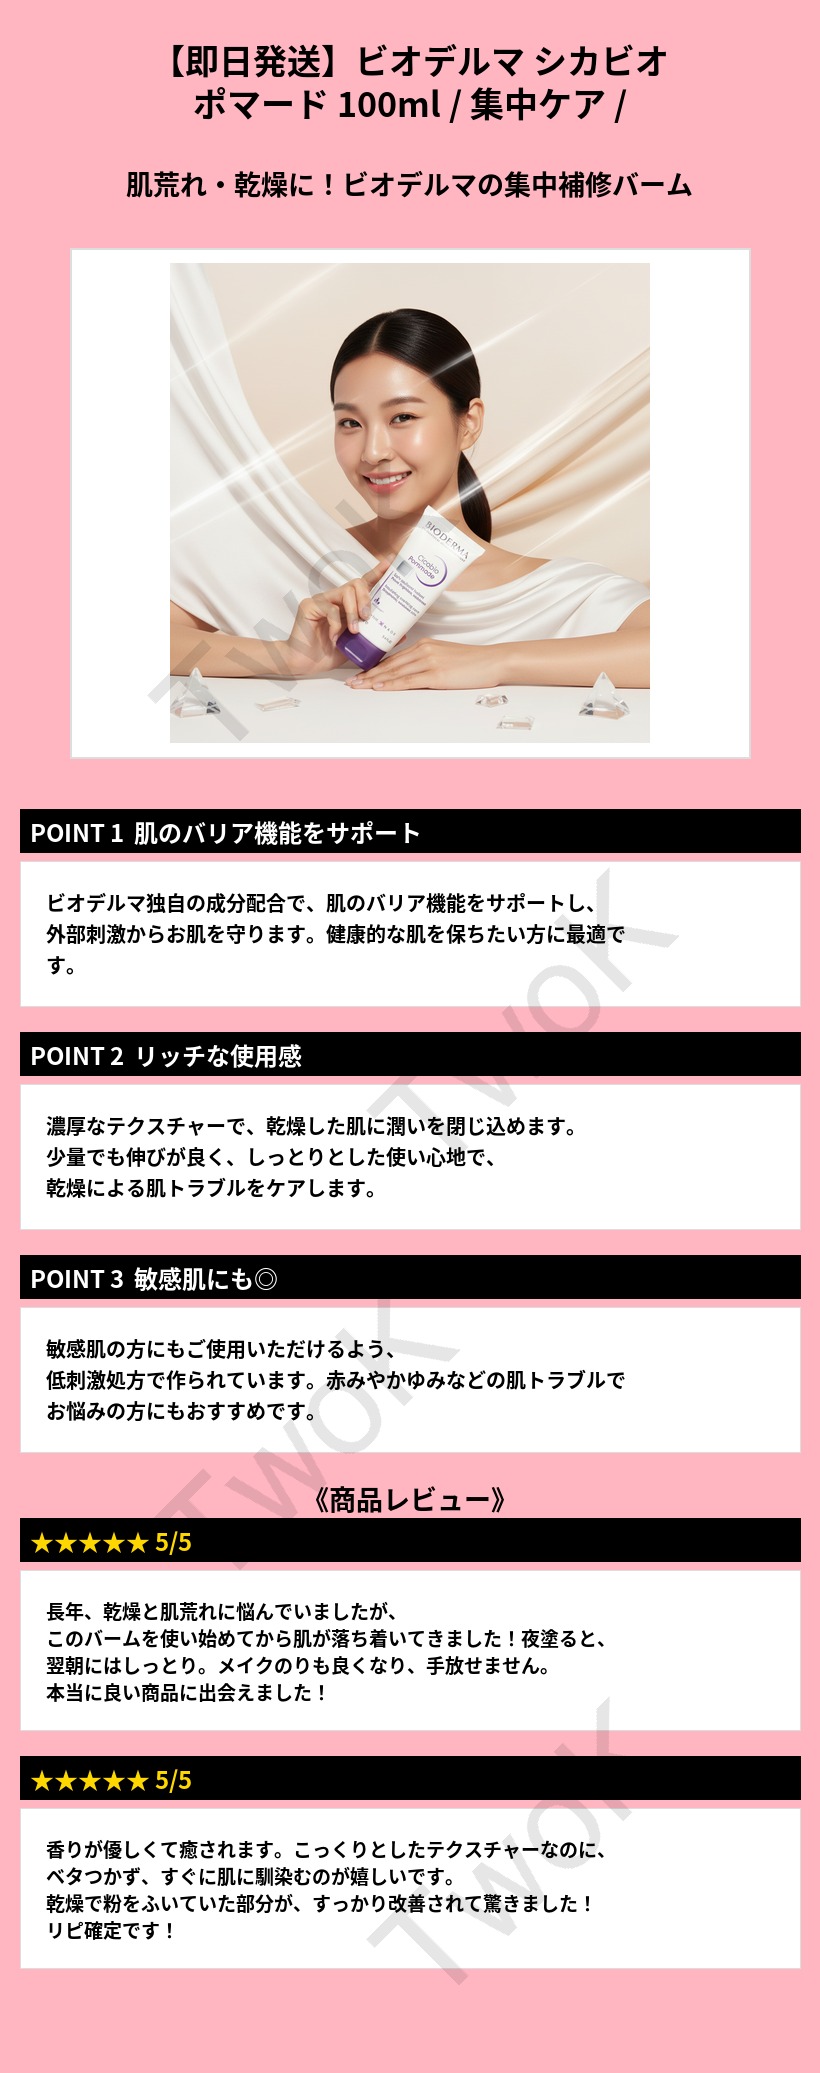 【即日発送】ビオデルマ シカビオ
ポマード 100ml / 集中ケア /
肌荒れ・乾燥に！ビオデルマの集中補修バーム
BIODERMA
Cicabio
Pommade
TwoK
POINT 1 肌のバリア機能をサポート
ビオデルマ独自の成分配合で、肌のバリア機能をサポートし、
外部刺激からお肌を守ります。健康的な肌を保ちたい方に最適で
す。
TwoK
POINT 2 リッチな使用感
濃厚なテクスチャーで、乾燥した肌に潤いを閉じ込めます。
少量でも伸びが良く、しっとりとした使い心地で、
乾燥による肌トラブルをケアします。
POINT 3 敏感肌にも◎
敏感肌の方にもご使用いただけるよう、
低刺激処方で作られています。赤みやかゆみなどの肌トラブルで
お悩みの方にもおすすめです。
TwoK
《商品レビュー》
★★★★★ 5/5
長年、乾燥と肌荒れに悩んでいましたが、
このバームを使い始めてから肌が落ち着いてきました！夜塗ると、
翌朝にはしっとり。メイクのりも良くなり、手放せません。
本当に良い商品に出会えました！
★★★★★ 5/5
香りが優しくて癒されます。こっくりとしたテクスチャーなのに、
ベタつかず、すぐに肌に馴染むのが嬉しいです。
乾燥で粉をふいていた部分が、すっかり改善されて驚きました！
リピ確定です！
TwoK